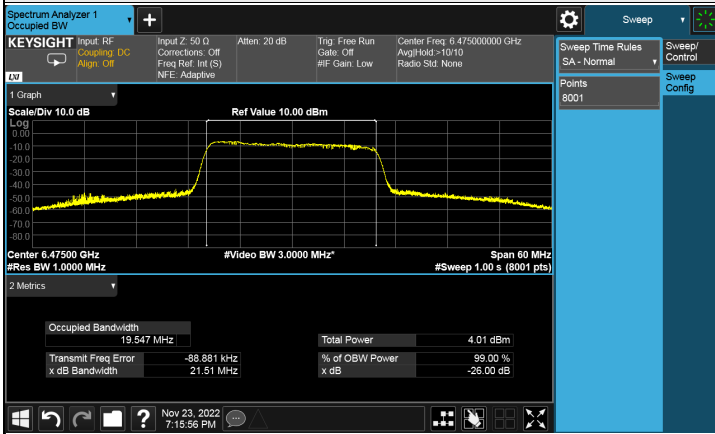 Spectrum Analyzer 1
Occupied BW
+
Sweep
KEYSIGHT
Input: RF
Coupling: DC
Align: Off
Input Z: 50 Ω
Corrections: Off
Freq Ref: Int (S)
NFE: Adaptive
Atten: 20 dB
Trig: Free Run
Gate: Off
#IF Gain: Low
Center Freq: 6.475000000 GHz
Avg|Hold:>10/10
Radio Std: None
LXI
Sweep Time Rules
SA - Normal
Points
8001
Sweep/
Control
Sweep
Config
1 Graph
Scale/Div 10.0 dB
Ref Value 10.00 dBm
Log
0.00
-10.0
-20.0
-30.0
-40.0
-50.0
-60.0
-70.0
-80.0
Center 6.47500 GHz
#Video BW 3.0000 MHz*
Span 60 MHz
#Res BW 1.0000 MHz
#Sweep 1.00 s (8001 pts)
2 Metrics
Occupied Bandwidth
19.547 MHz
Total Power 4.01 dBm
Transmit Freq Error -88.881 kHz
% of OBW Power 99.00 %
x dB Bandwidth 21.51 MHz
x dB -26.00 dB
?
Nov 23, 2022
7:15:56 PM